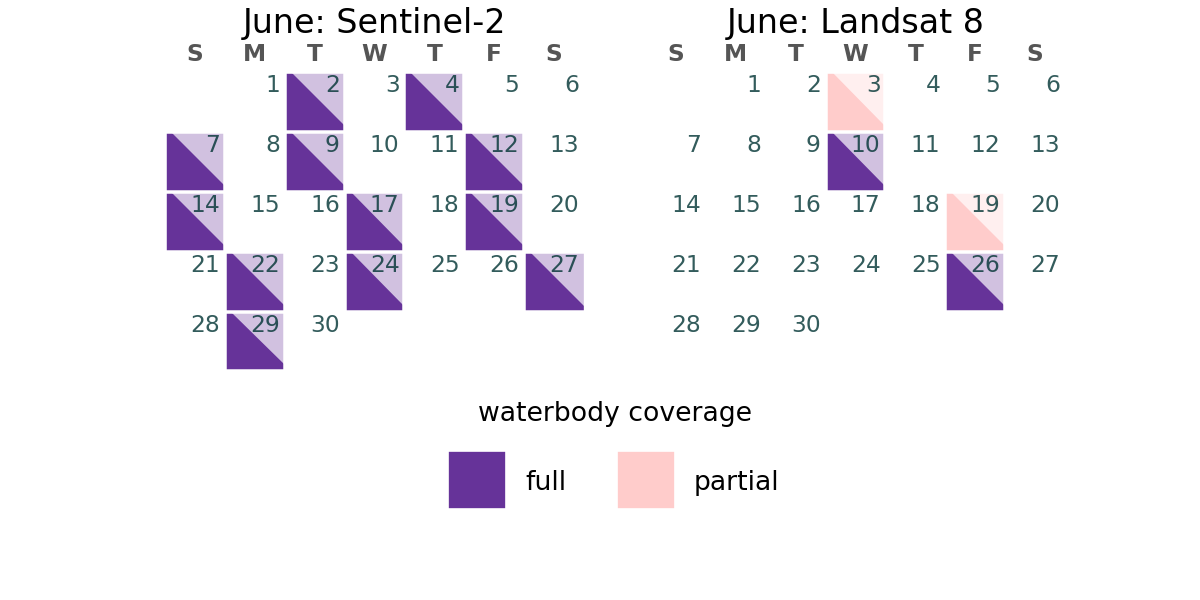 June: Sentinel-2
S M T W T F S
1 2 3 4 5 6
7 8 9 10 11 12 13
14 15 16 17 18 19 20
21 22 23 24 25 26 27
28 29 30
June: Landsat 8
S M T W T F S
1 2 3 4 5 6
7 8 9 10 11 12 13
14 15 16 17 18 19 20
21 22 23 24 25 26 27
28 29 30
waterbody coverage
full partial